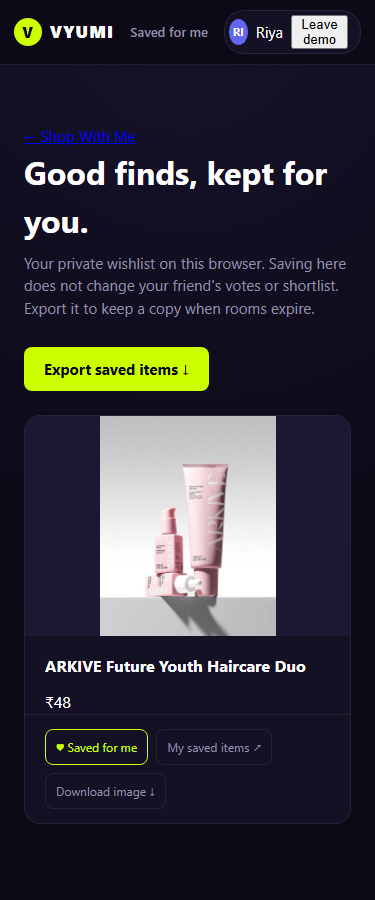 V VYUMI
Saved for me
RI
Riya
Leave
demo
← Shop With Me
Good finds, kept for
you.
Your private wishlist on this browser. Saving here
does not change your friend's votes or shortlist.
Export it to keep a copy when rooms expire.
Export saved items ↓
ARKIVE
ARKIVE Future Youth Haircare Duo
₹48
♥ Saved for me
My saved items ↗
Download image ↓